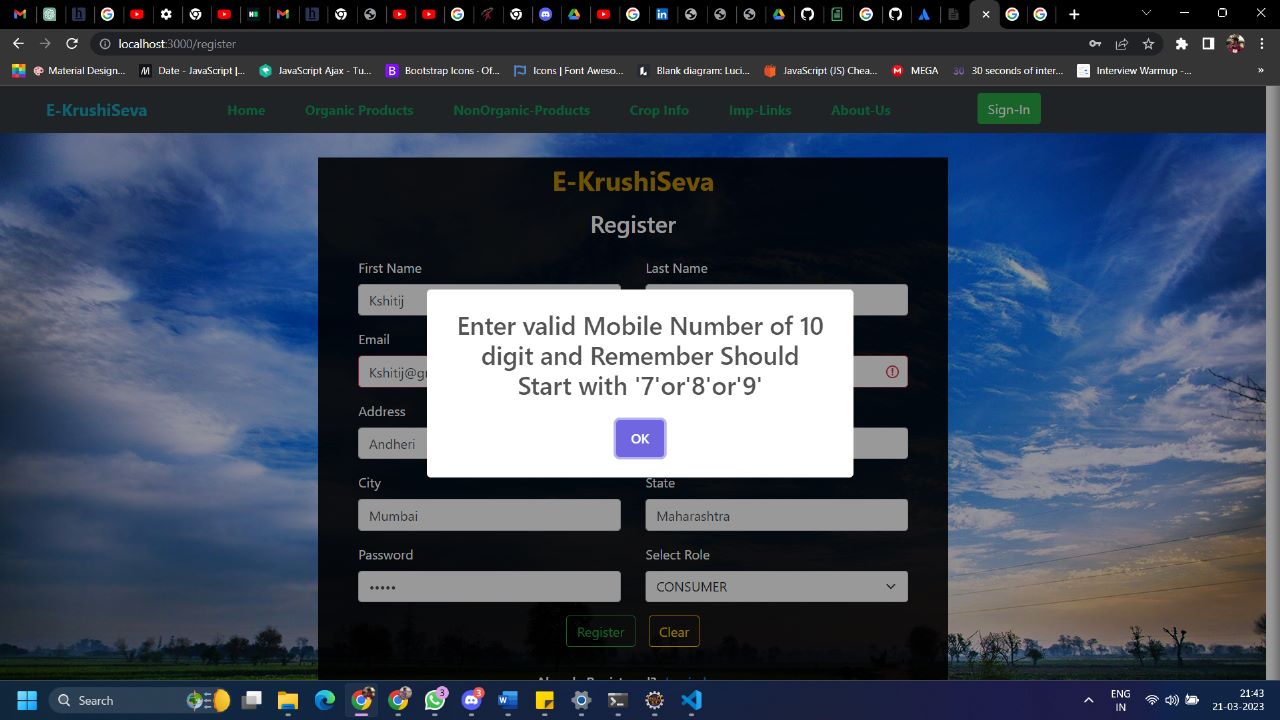 localhost:3000/register
Material Design...
Date - JavaScript |...
JavaScript Ajax - Tu...
Bootstrap Icons · Of...
Icons | Font Aweso...
Blank diagram: Luci...
JavaScript (JS) Chea...
MEGA
30 seconds of inter...
Interview Warmup -...
»
E-KrushiSeva
Home
Organic Products
NonOrganic-Products
Crop Info
Imp-Links
About-Us
Sign-In
E-KrushiSeva
Register
First Name
Last Name
Kshitij
Enter valid Mobile Number of 10
digit and Remember Should
Start with '7'or'8'or'9'
OK
Email
Address
Andheri
City
State
Mumbai
Maharashtra
Password
Select Role
•••••
CONSUMER
Register
Clear
Search
3
3
ENG
IN
21:43
21-03-2023